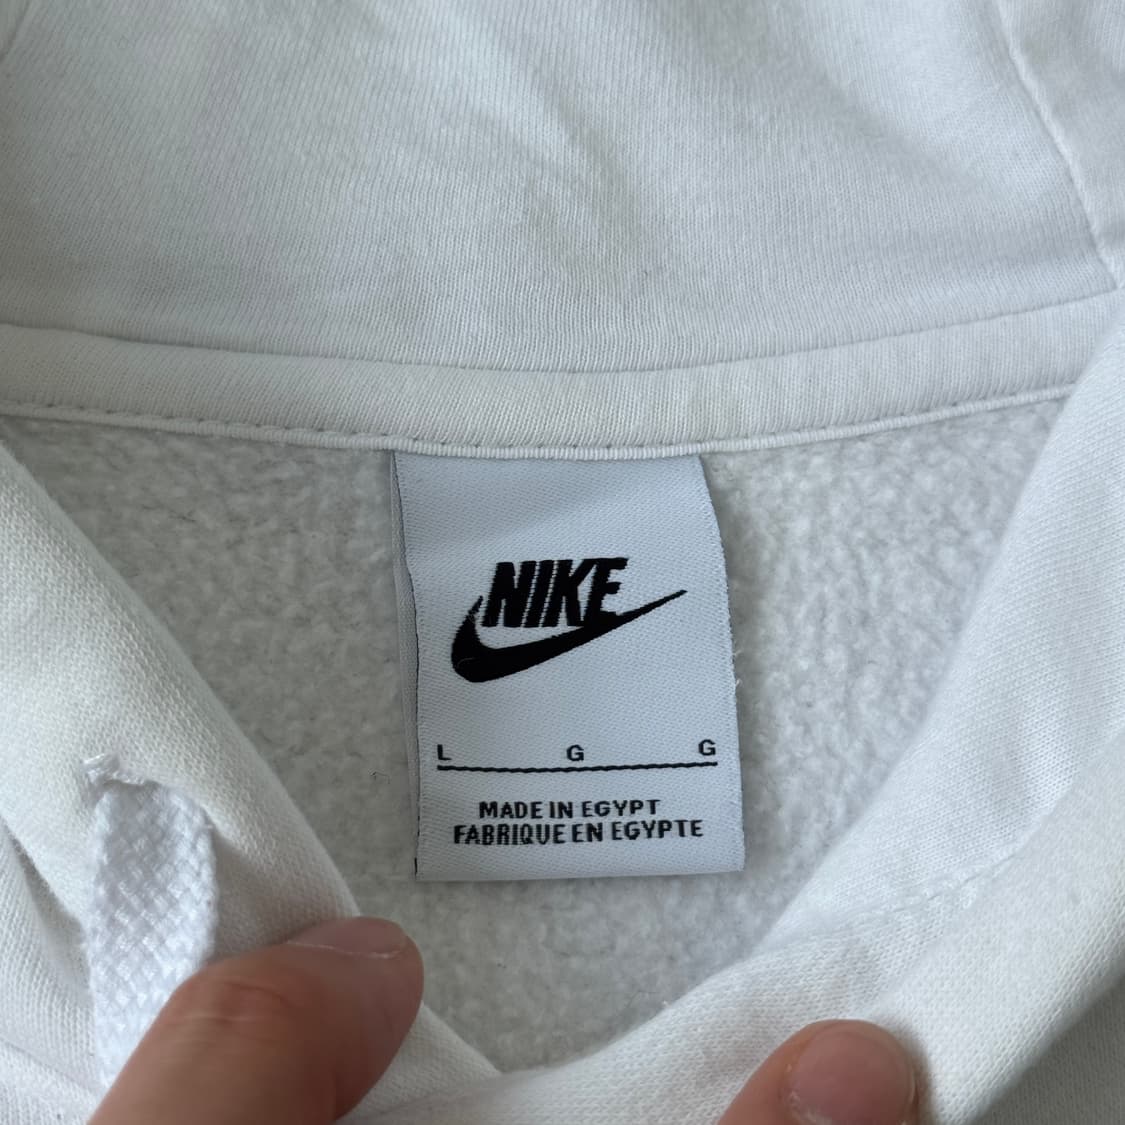 NIKE
L G G
MADE IN EGYPT
FABRIQUE EN EGYPTE